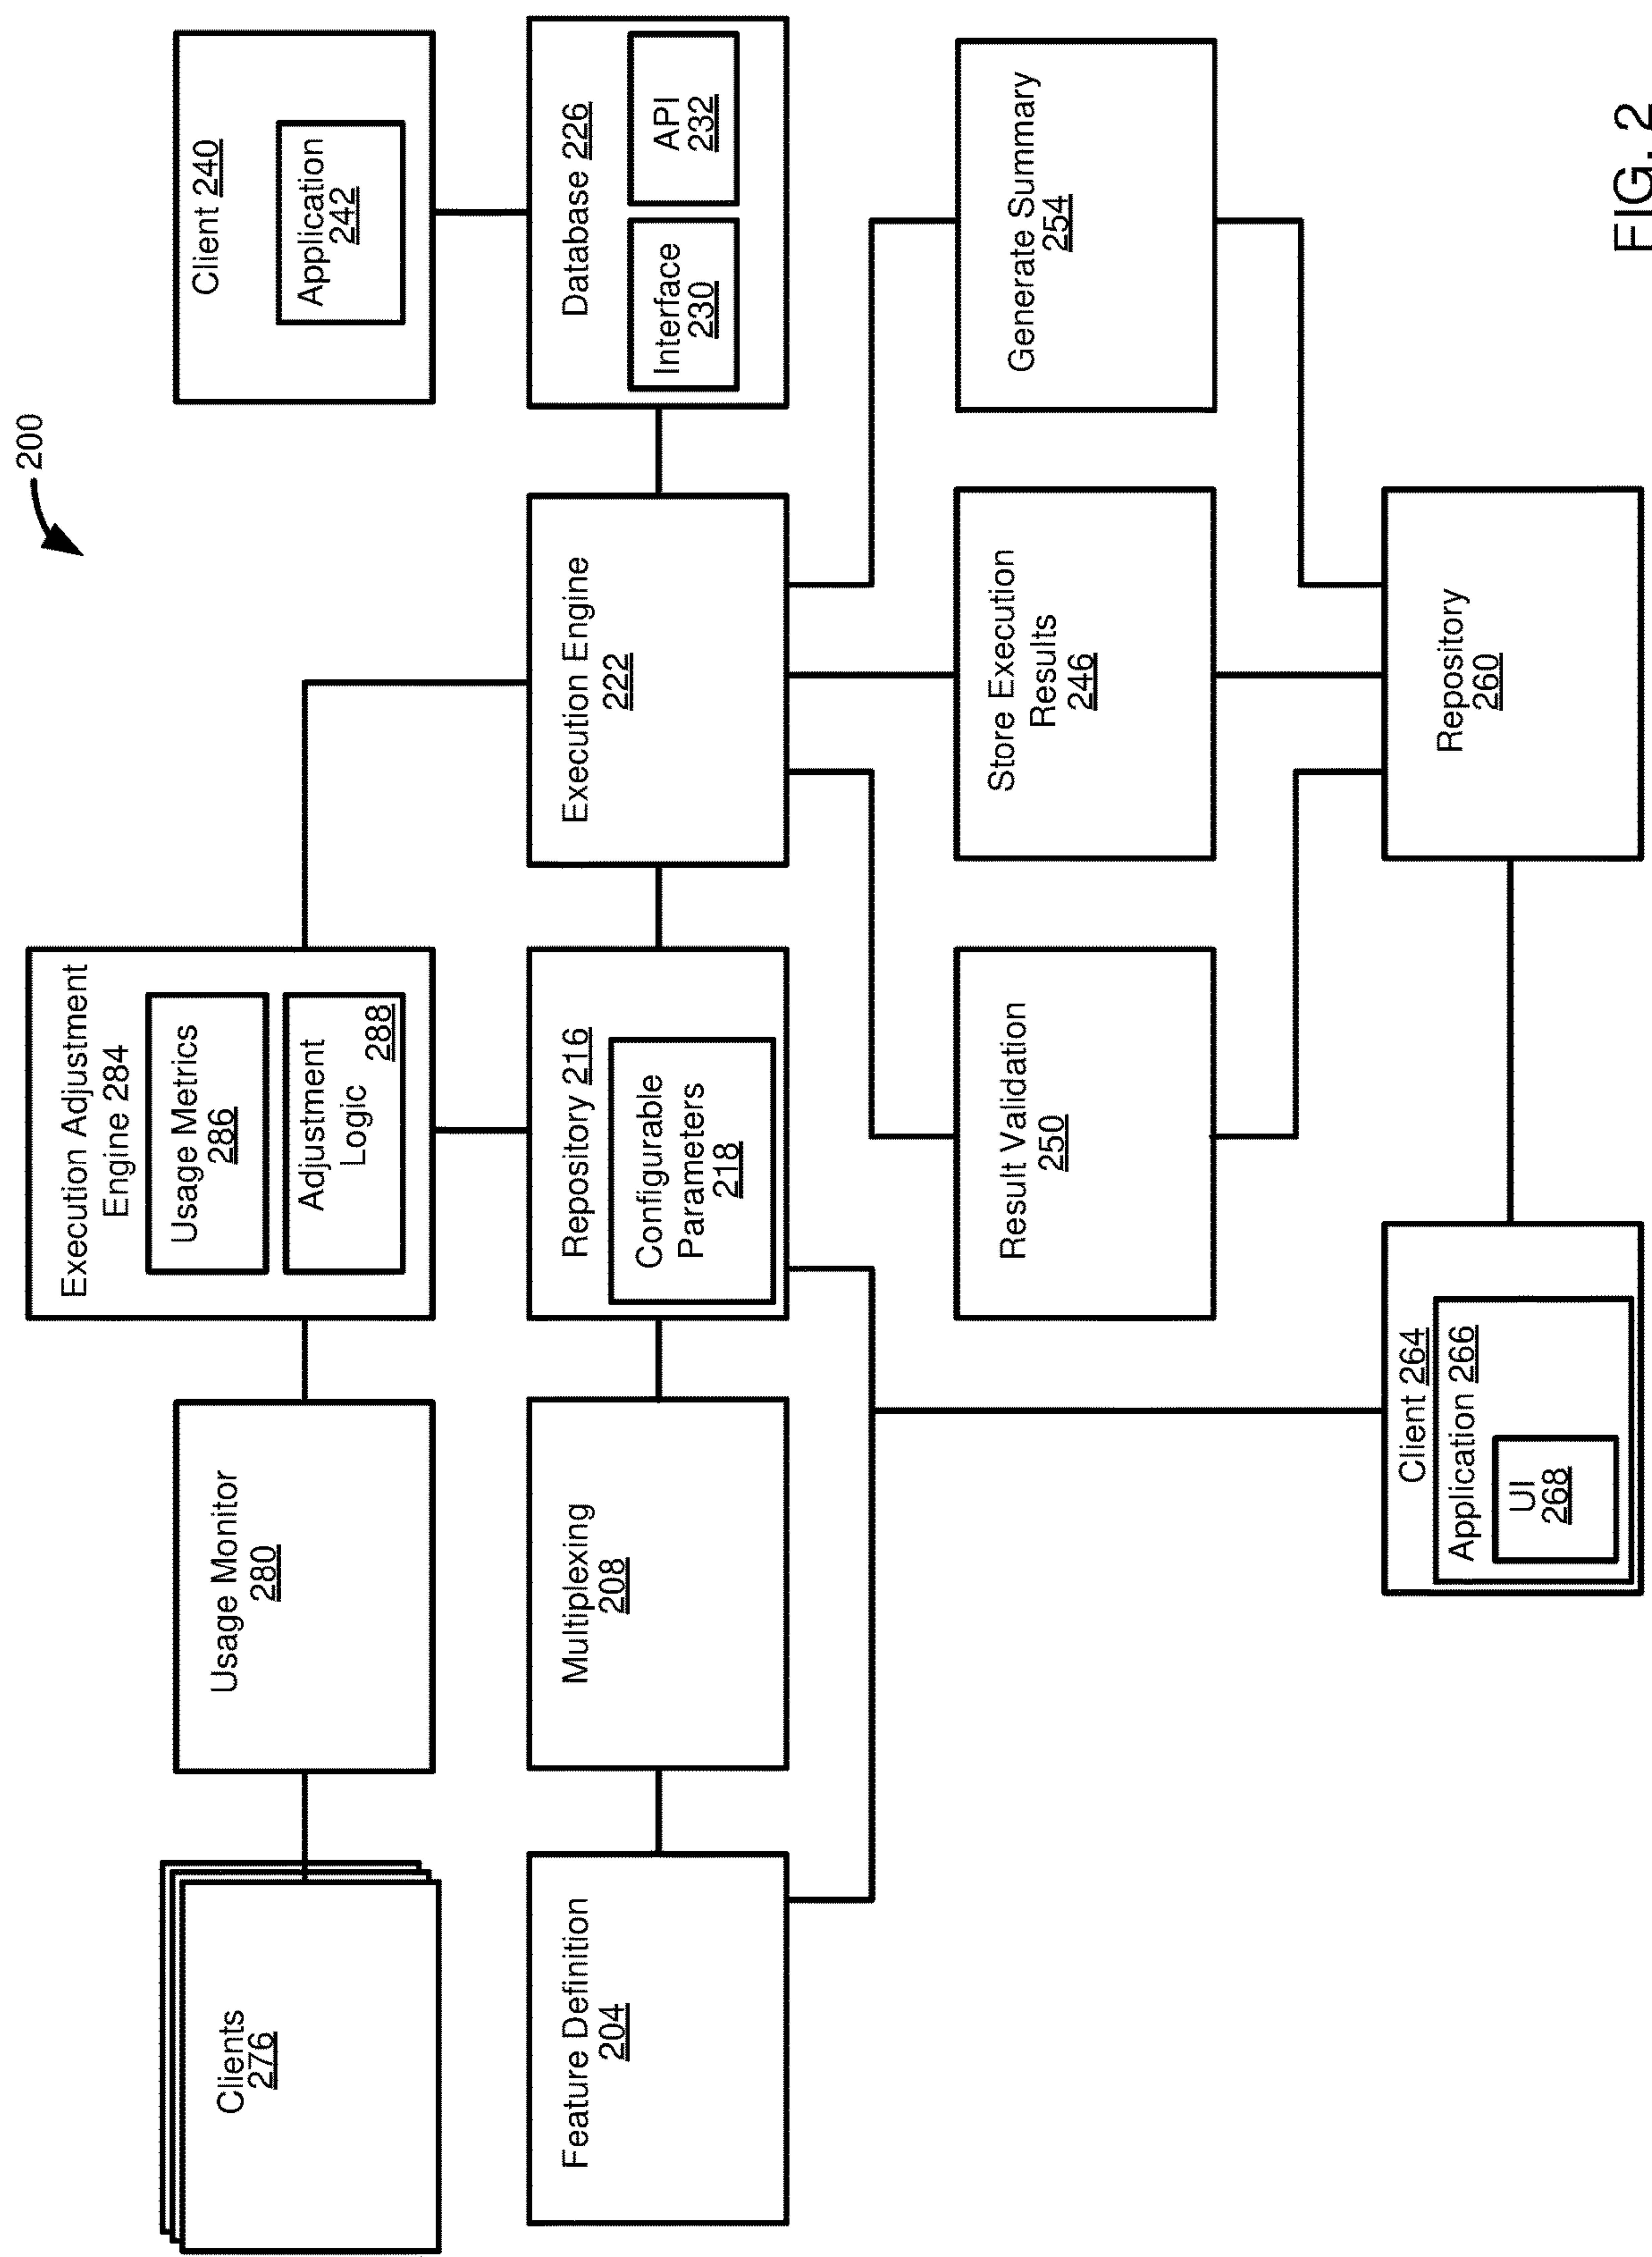 200
Clients
276
Usage Monitor
280
Execution Adjustment
Engine 284
Usage Metrics
286
Adjustment
Logic
288
Client 240
Application
242
Feature Definition
204
Multiplexing
208
Repository 216
Configurable
Parameters
218
Execution Engine
222
Database 226
Interface
230
API
232
Result Validation
250
Store Execution
Results
246
Generate Summary
254
Client 264
Application 266
UI
268
Repository
260
FIG. 2